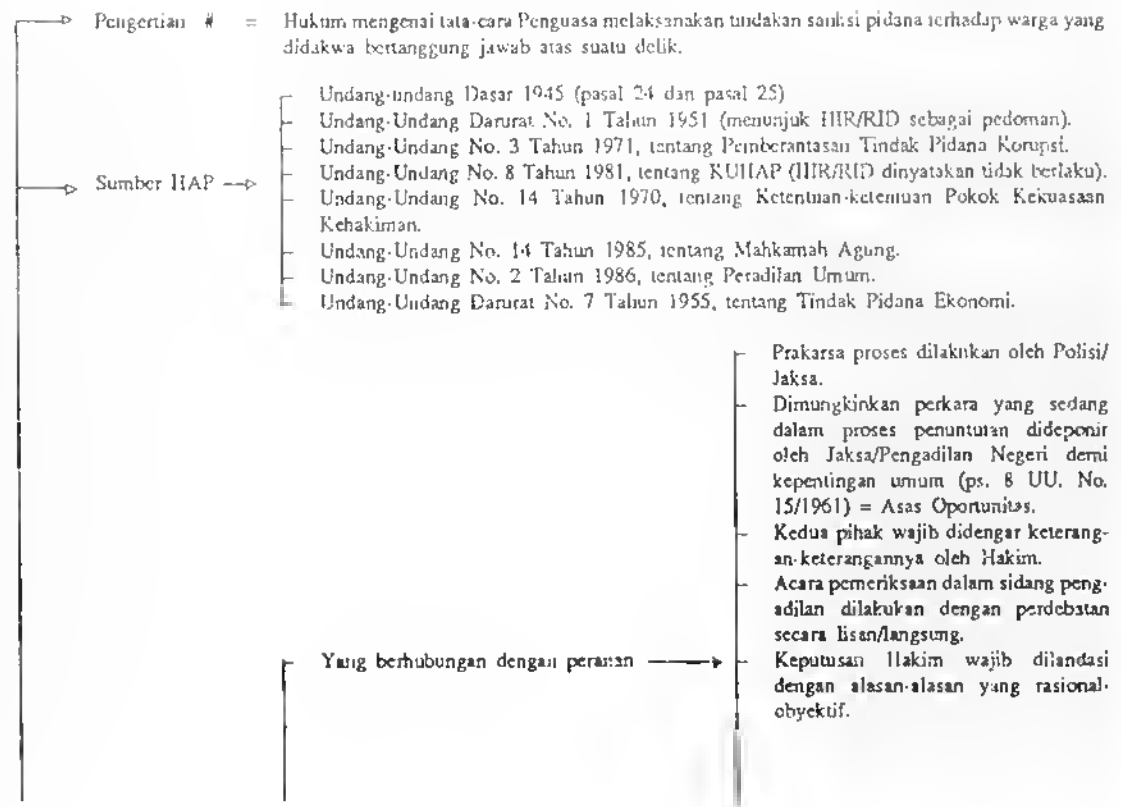 Pengertian # = Hukum mengenai tata-cara Penguasa melaksanakan tindakan sanksi pidana terhadap warga yang
didakwa bertanggung jawab atas suatu delik.
Undang-undang Dasar 1945 (pasal 24 dan pasal 25)
Undang-Undang Darurat No. 1 Tahun 1951 (menunjuk HIR/RID sebagai pedoman).
Undang-Undang No. 3 Tahun 1971, tentang Pemberantasan Tindak Pidana Korupsi.
Sumber HAP Undang-Undang No. 8 Tahun 1981, tentang KUHAP (HIR/RID dinyatakan tidak berlaku).
Undang-Undang No. 14 Tahun 1970, tentang Ketentuan-ketentuan Pokok Kekuasaan
Kehakiman.
Undang-Undang No. 14 Tahun 1985, tentang Mahkamah Agung.
Undang-Undang No. 2 Tahun 1986, tentang Peradilan Umum.
Undang-Undang Darurat No. 7 Tahun 1955, tentang Tindak Pidana Ekonomi.
Prakarsa proses dilakukan oleh Polisi/
Jaksa.
Dimungkinkan perkara yang sedang
dalam proses penuntutan dideponir
oleh Jaksa/Pengadilan Negeri demi
kepentingan umum (ps. 8 UU. No.
15/1961) = Asas Oportunitas.
Kedua pihak wajib didengar keterang-
an-keterangannya oleh Hakim.
Acara pemeriksaan dalam sidang peng-
adilan dilakukan dengan perdebatan
secara lisan/langsung.
Yang berhubungan dengan peranan Keputusan Hakim wajib dilandasi
dengan alasan-alasan yang rasional-
obyektif.